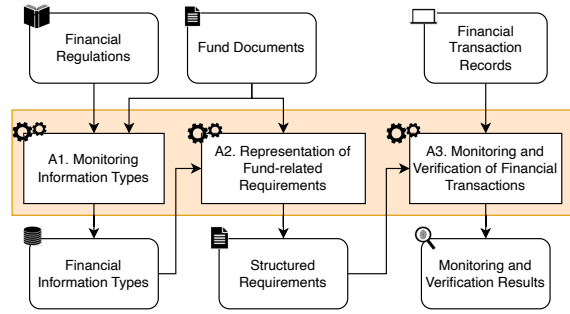 Financial
Regulations
Fund Documents
Financial
Transaction
Records
A1. Monitoring
Information Types
A2. Representation of
Fund-related
Requirements
A3. Monitoring and
Verification of Financial
Transactions
Financial
Information Types
Structured
Requirements
Monitoring and
Verification Results